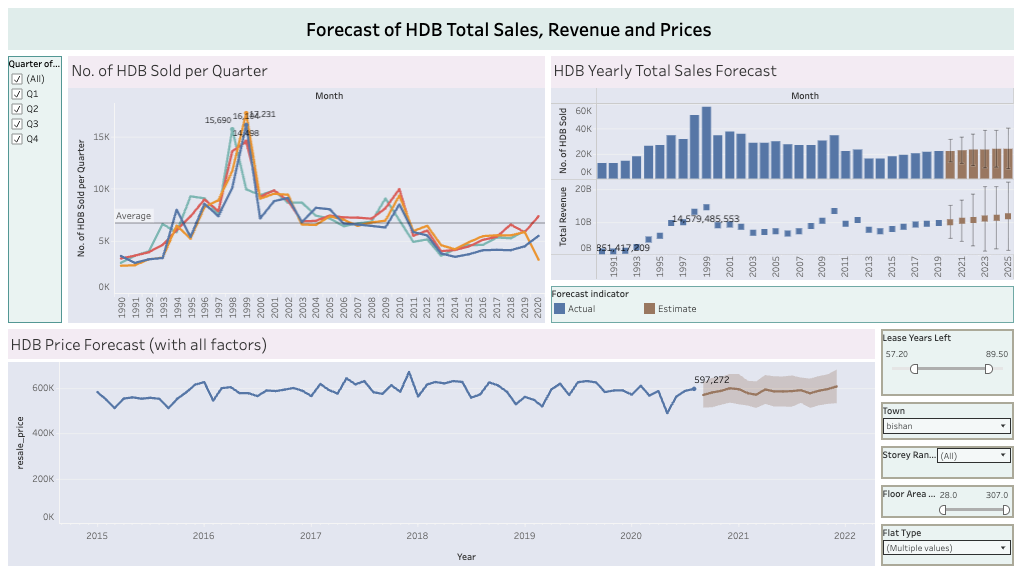 Forecast of HDB Total Sales, Revenue and Prices
Quarter of...
(All)
Q1
Q2
Q3
Q4
No. of HDB Sold per Quarter
Month
No. of HDB Sold per Quarter
15K
10K
5K
0K
Average
15,690
17,231
14,498
1990
1991
1992
1993
1994
1995
1996
1997
1998
1999
2000
2001
2002
2003
2004
2005
2006
2007
2008
2009
2010
2011
2012
2013
2014
2015
2016
2017
2018
2019
2020
HDB Yearly Total Sales Forecast
Month
No. of HDB Sold
60K
40K
20K
0K
Total Revenue
20B
10B
0B
14,579,485,553
1991
1993
1995
1997
1999
2001
2003
2005
2007
2009
2011
2013
2015
2017
2019
2021
2023
2025
Forecast indicator
Actual
Estimate
HDB Price Forecast (with all factors)
resale_price
600K
400K
200K
0K
597,272
2015
2016
2017
2018
2019
2020
2021
2022
Year
Lease Years Left
57.20
89.50
Town
bishan
Storey Ran...
(All)
Floor Area ...
28.0
307.0
Flat Type
(Multiple values)